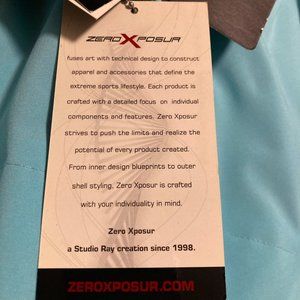 ZEROXPOSUR
fuses art with technical design to construct
apparel and accessories that define the
extreme sports lifestyle. Each product is
crafted with a detailed focus on individual
components and features. Zero Xposur
strives to push the limits and realize the
potential of every product created.
From inner design blueprints to outer
shell styling, Zero Xposur is crafted
with your individuality in mind.
Zero Xposur
a Studio Ray creation since 1998.
ZEROXPOSUR.COM